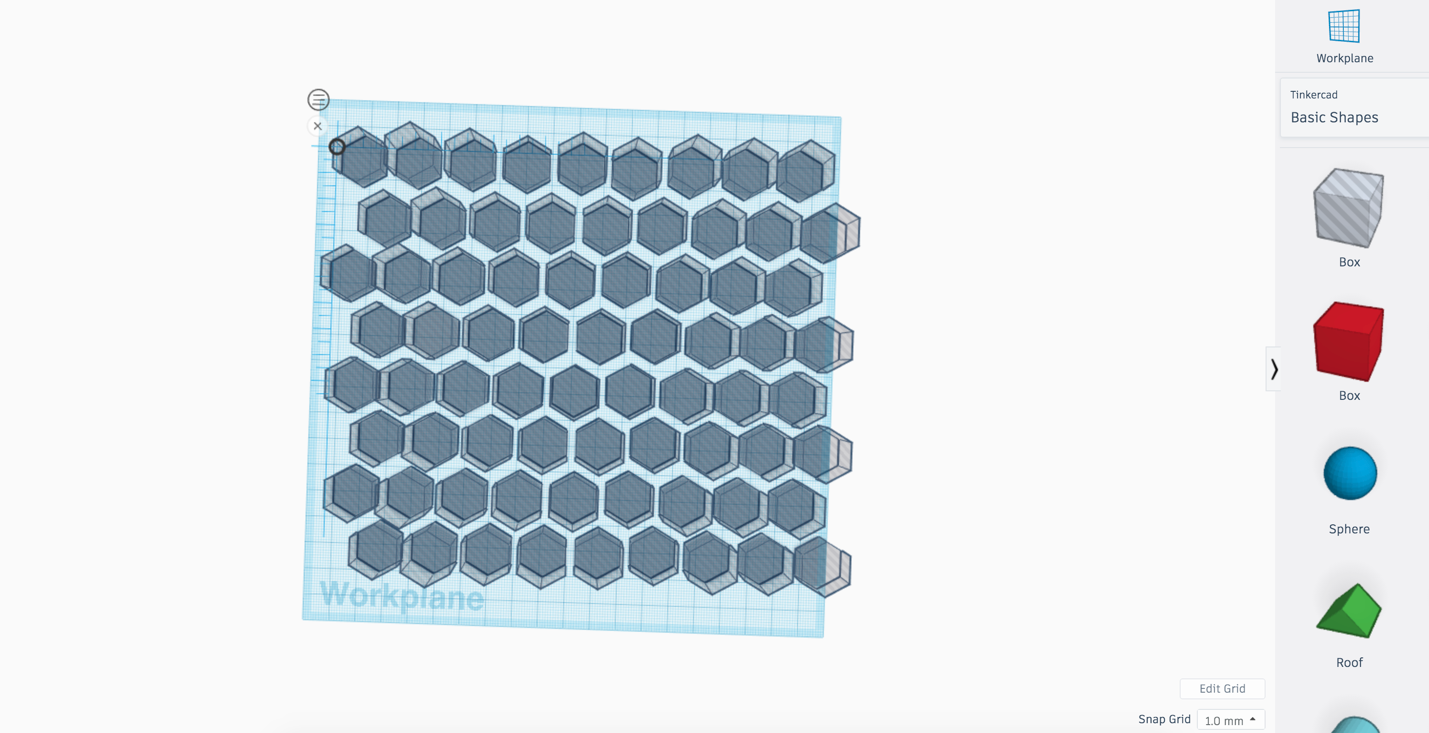 Workplane
Tinkercad
Basic Shapes
Box
Box
Sphere
Roof
Workplane
Edit Grid
Snap Grid
1.0 mm